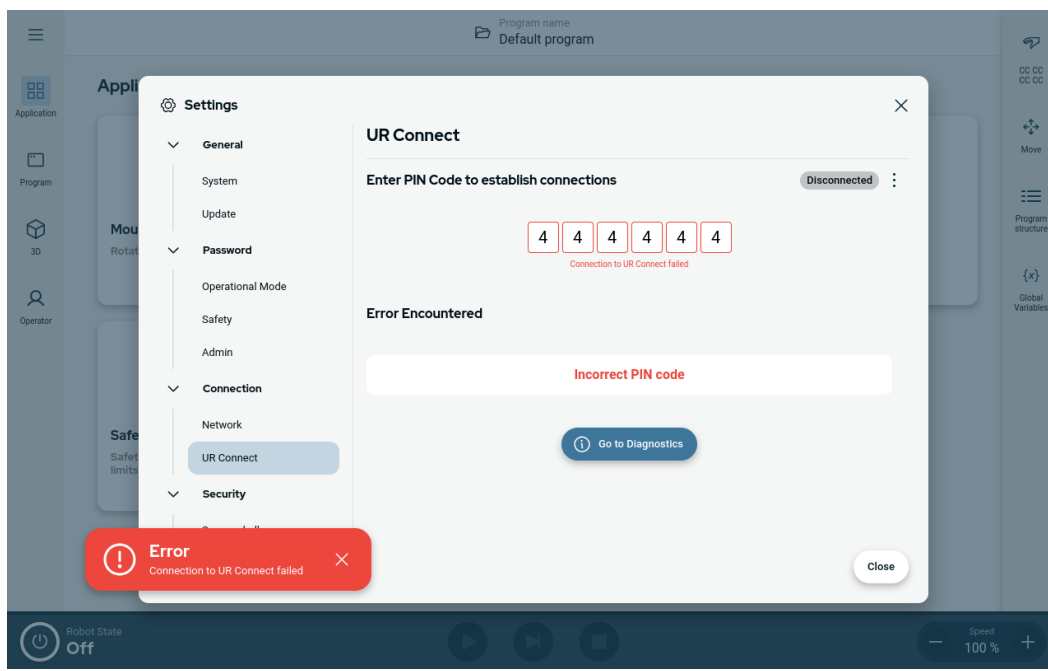 Program name
Default program
Appli
Application
Program
3D
Operator
CC CC
CC CC
Move
Program
structure
{x}
Global
Variables
Mou
Rotat
Safe
Safet
limits
Settings
General
System
Update
Password
Operational Mode
Safety
Admin
Connection
Network
UR Connect
Security
UR Connect
Enter PIN Code to establish connections
Disconnected
4 4 4 4 4 4
Connection to UR Connect failed
Error Encountered
Incorrect PIN code
Go to Diagnostics
Close
Error
Connection to UR Connect failed
Robot State
Off
Speed
100 %